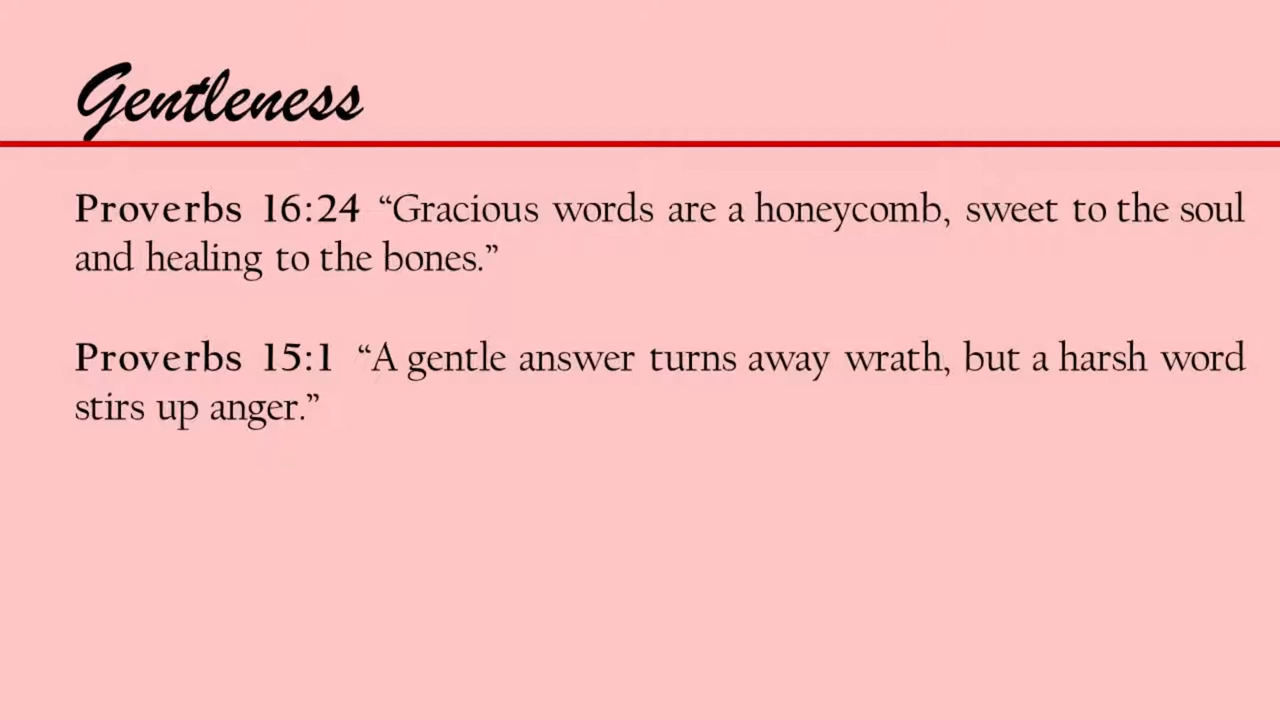 Gentleness
Proverbs 16:24 “Gracious words are a honeycomb, sweet to the soul
and healing to the bones.”
Proverbs 15:1 “A gentle answer turns away wrath, but a harsh word
stirs up anger.”